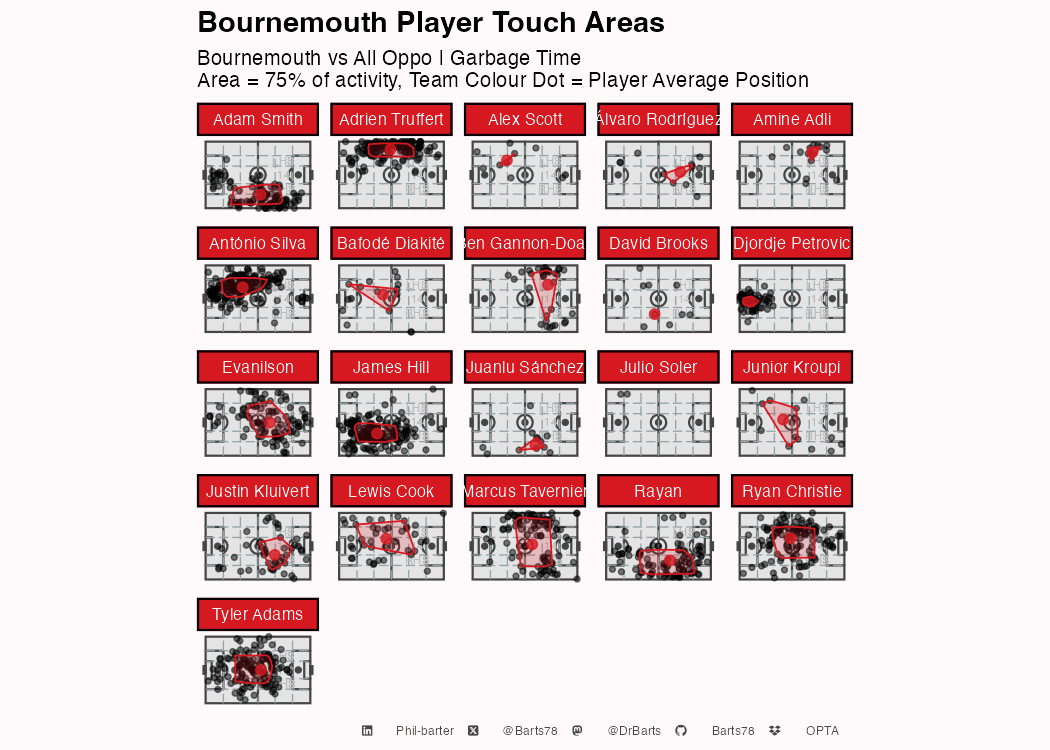 Bournemouth Player Touch Areas
Bournemouth vs All Oppo | Garbage Time
Area = 75% of activity, Team Colour Dot = Player Average Position
Adam Smith
Adrien Truffert
Alex Scott
Álvaro Rodríguez
Amine Adli
António Silva
Bafodé Diakité
Ben Gannon-Doa
David Brooks
Djordje Petrovic
Evanilson
James Hill
Juanlu Sánchez
Julio Soler
Junior Kroupi
Justin Kluivert
Lewis Cook
Marcus Tavernier
Rayan
Ryan Christie
Tyler Adams
Phil-barter @Barts78 @DrBarts Barts78 OPTA